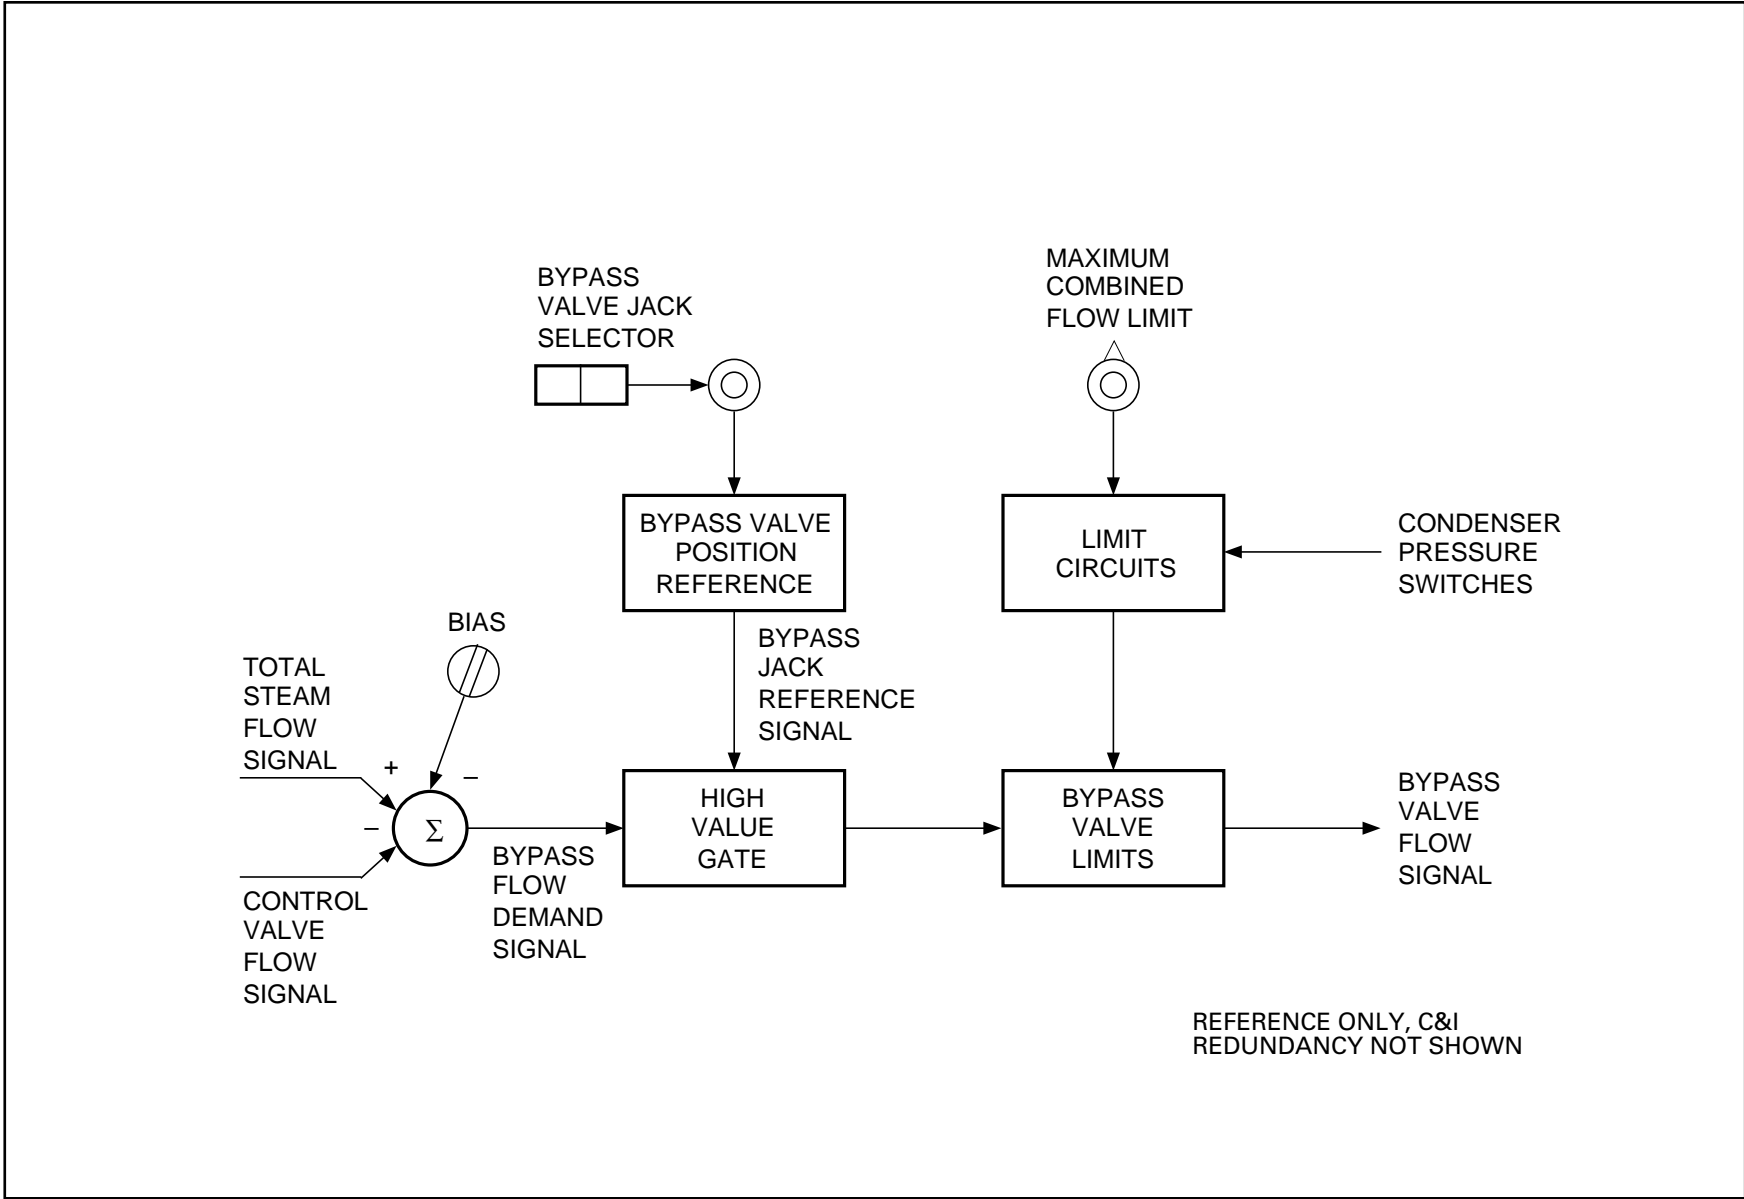 BYPASS
VALVE JACK
SELECTOR
MAXIMUM
COMBINED
FLOW LIMIT
BYPASS VALVE
POSITION
REFERENCE
LIMIT
CIRCUITS
CONDENSER
PRESSURE
SWITCHES
BIAS
BYPASS
JACK
REFERENCE
SIGNAL
TOTAL
STEAM
FLOW
SIGNAL
+
−
−
Σ
HIGH
VALUE
GATE
BYPASS
VALVE
LIMITS
BYPASS
VALVE
FLOW
SIGNAL
BYPASS
FLOW
DEMAND
SIGNAL
CONTROL
VALVE
FLOW
SIGNAL
REFERENCE ONLY, C&I
REDUNDANCY NOT SHOWN